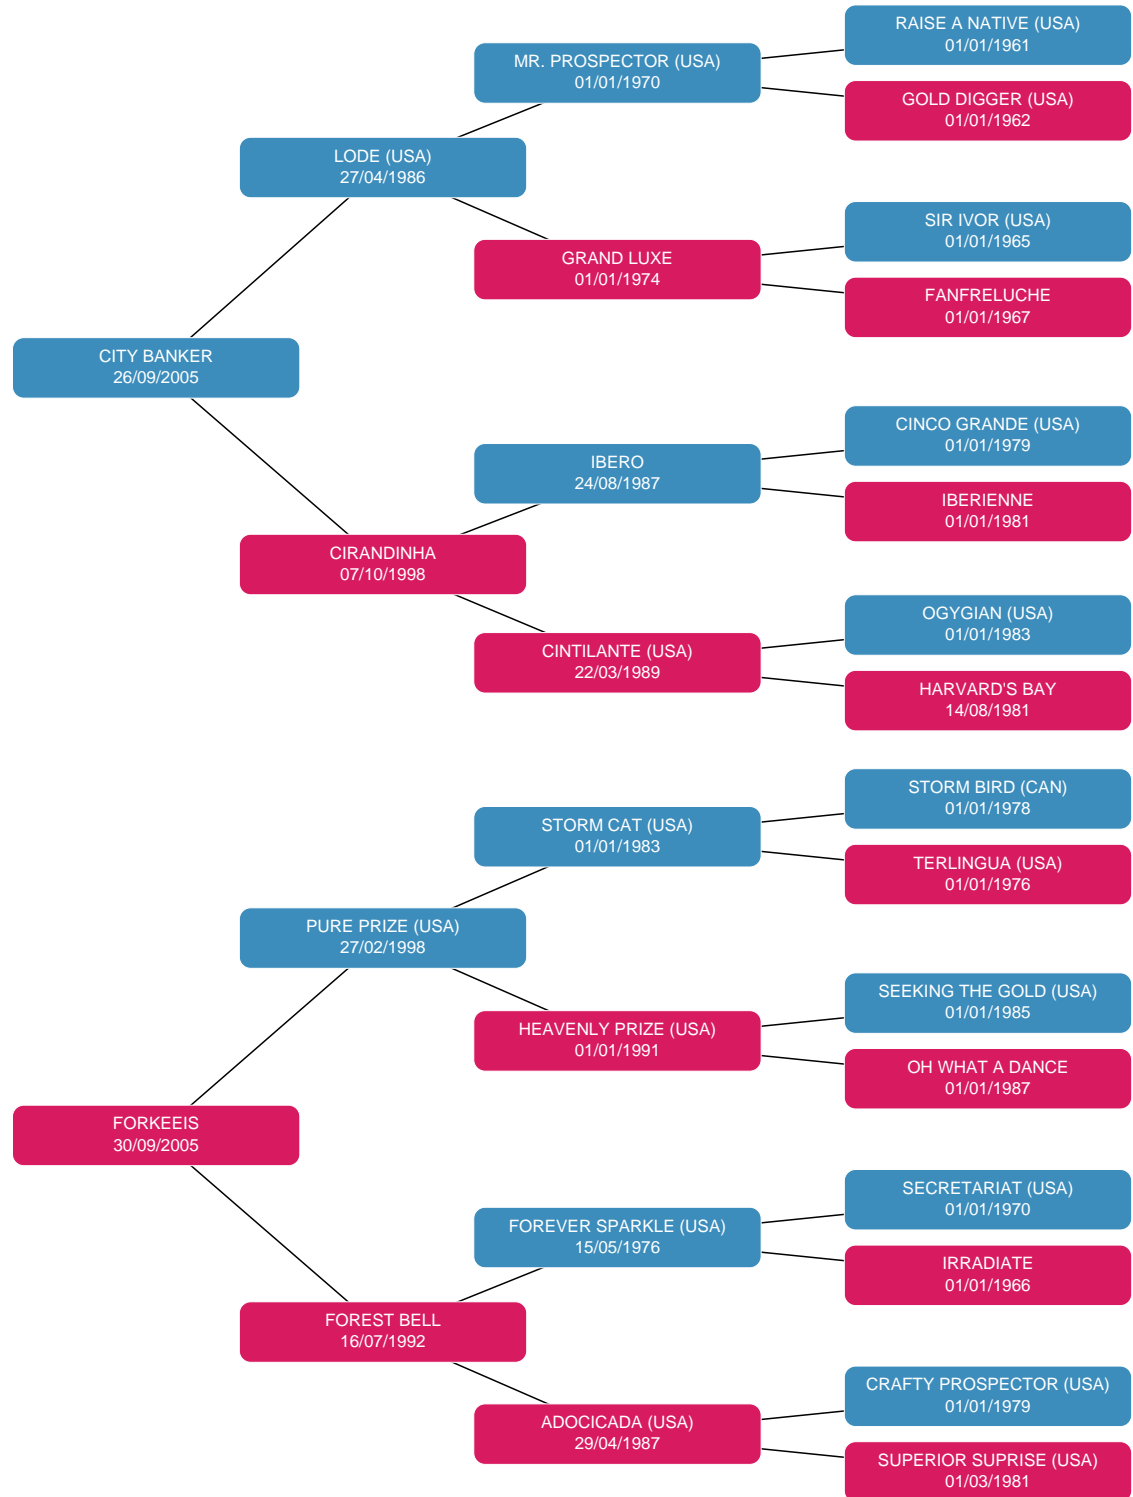 RAISE A NATIVE (USA)
01/01/1961
MR. PROSPECTOR (USA)
01/01/1970
GOLD DIGGER (USA)
01/01/1962
LODE (USA)
27/04/1986
SIR IVOR (USA)
01/01/1965
GRAND LUXE
01/01/1974
FANFRELUCHE
01/01/1967
CITY BANKER
26/09/2005
CINCO GRANDE (USA)
01/01/1979
IBERO
24/08/1987
IBERIENNE
01/01/1981
CIRANDINHA
07/10/1998
OGYGIAN (USA)
01/01/1983
CINTILANTE (USA)
22/03/1989
HARVARD'S BAY
14/08/1981
STORM BIRD (CAN)
01/01/1978
STORM CAT (USA)
01/01/1983
TERLINGUA (USA)
01/01/1976
PURE PRIZE (USA)
27/02/1998
SEEKING THE GOLD (USA)
01/01/1985
HEAVENLY PRIZE (USA)
01/01/1991
OH WHAT A DANCE
01/01/1987
FORKEEIS
30/09/2005
SECRETARIAT (USA)
01/01/1970
FOREVER SPARKLE (USA)
15/05/1976
IRRADIATE
01/01/1966
FOREST BELL
16/07/1992
CRAFTY PROSPECTOR (USA)
01/01/1979
ADOCICADA (USA)
29/04/1987
SUPERIOR SUPRISE (USA)
01/03/1981